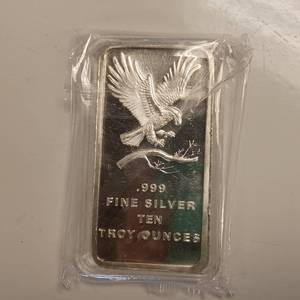 .999
FINE SILVER
TEN
TROY OUNCES